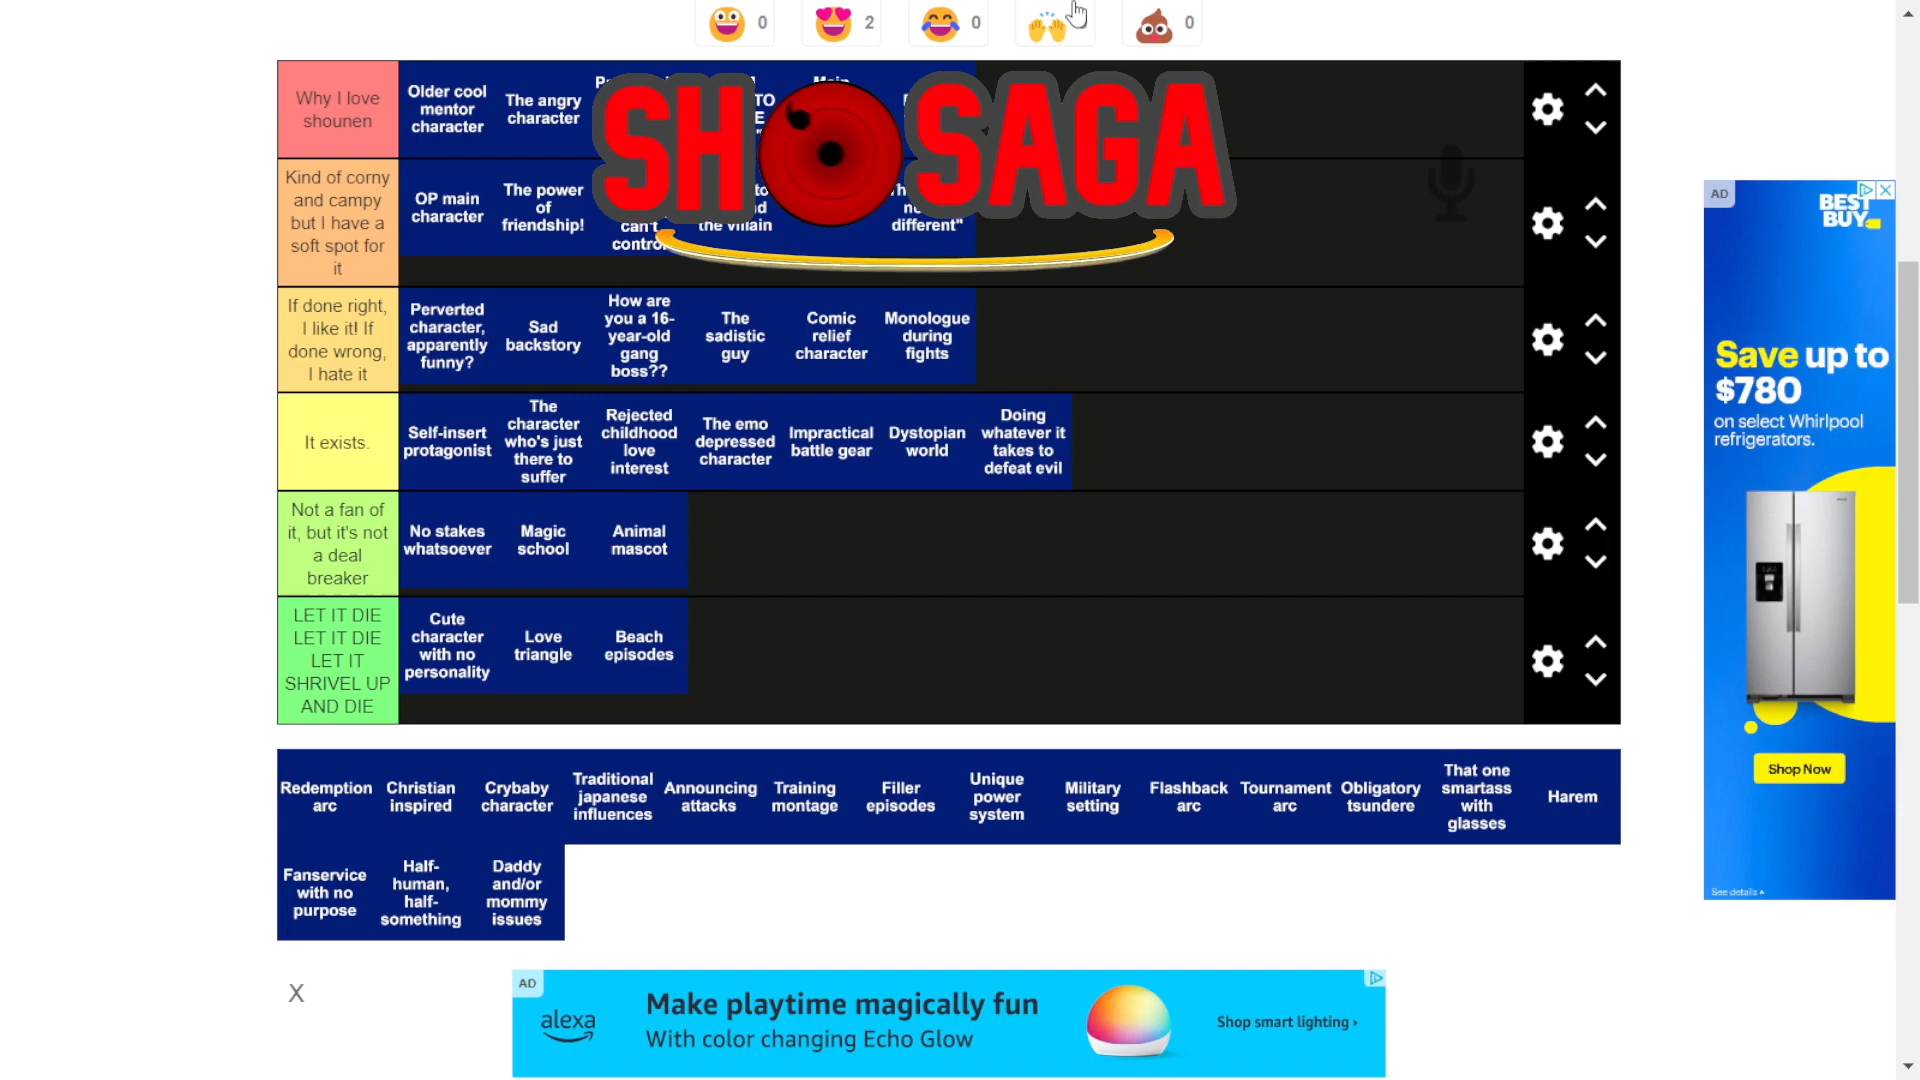 0
2
0
0
Why I love
shounen
Older cool
mentor
character
The angry
character
SH SAGA
Kind of corny
and campy
but I have a
soft spot for
it
OP main
character
The power
of
friendship!
can't
the villain
different"
If done right,
I like it! If
done wrong,
I hate it
Perverted
character,
apparently
funny?
Sad
backstory
How are
you a 16-
year-old
gang
boss??
The
sadistic
guy
Comic
relief
character
Monologue
during
fights
It exists.
Self-insert
protagonist
The
character
who's just
there to
suffer
Rejected
childhood
love
interest
The emo
depressed
character
Impractical
battle gear
Dystopian
world
Doing
whatever it
takes to
defeat evil
Not a fan of
it, but it's not
a deal
breaker
No stakes
whatsoever
Magic
school
Animal
mascot
LET IT DIE
LET IT DIE
LET IT
SHRIVEL UP
AND DIE
Cute
character
with no
personality
Love
triangle
Beach
episodes
Redemption
arc
Christian
inspired
Crybaby
character
Traditional
japanese
influences
Announcing
attacks
Training
montage
Filler
episodes
Unique
power
system
Military
setting
Flashback
arc
Tournament
arc
Obligatory
tsundere
That one
smartass
with
glasses
Harem
Fanservice
with no
purpose
Half-
human,
half-
something
Daddy
and/or
mommy
issues
X
AD
alexa
Make playtime magically fun
With color changing Echo Glow
Shop smart lighting ›
AD
BEST
BUY
Save up to
$780
on select Whirlpool
refrigerators.
Shop Now
See details